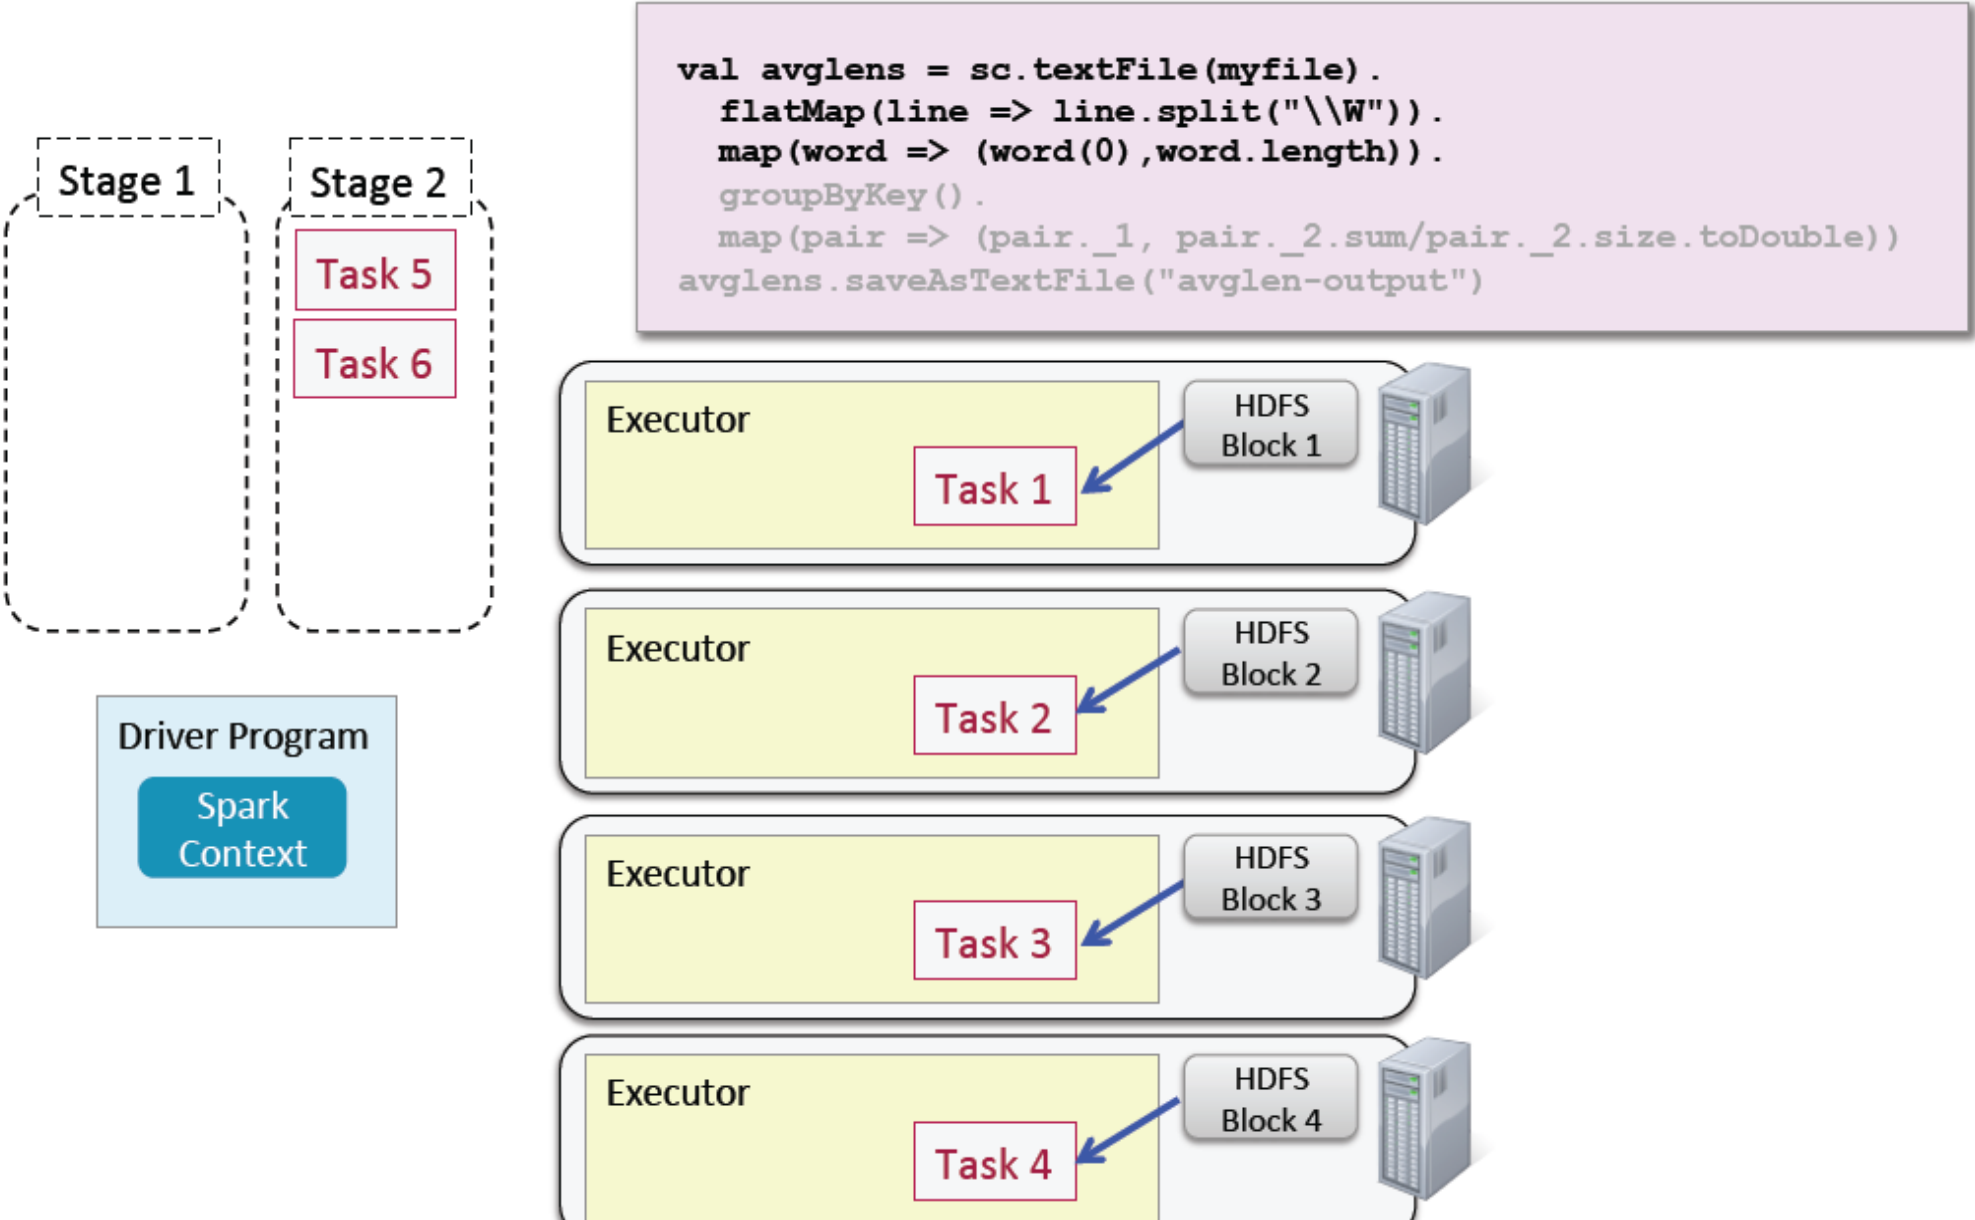 val avglens = sc.textFile(myfile).
flatMap(line => line.split("\\W")).
map(word => (word(0),word.length)).
groupByKey().
map(pair => (pair._1, pair._2.sum/pair._2.size.toDouble))
avglens.saveAsTextFile("avglen-output")
Stage 1
Stage 2
Task 5
Task 6
Driver Program
Spark
Context
Executor
Task 1
HDFS
Block 1
Executor
Task 2
HDFS
Block 2
Executor
Task 3
HDFS
Block 3
Executor
Task 4
HDFS
Block 4